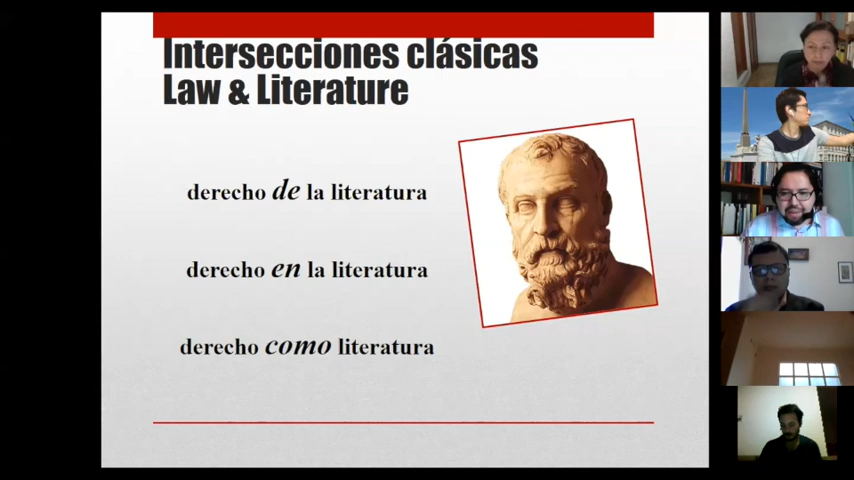 Intersecciones clásicas
Law & Literature
derecho de la literatura
derecho en la literatura
derecho como literatura